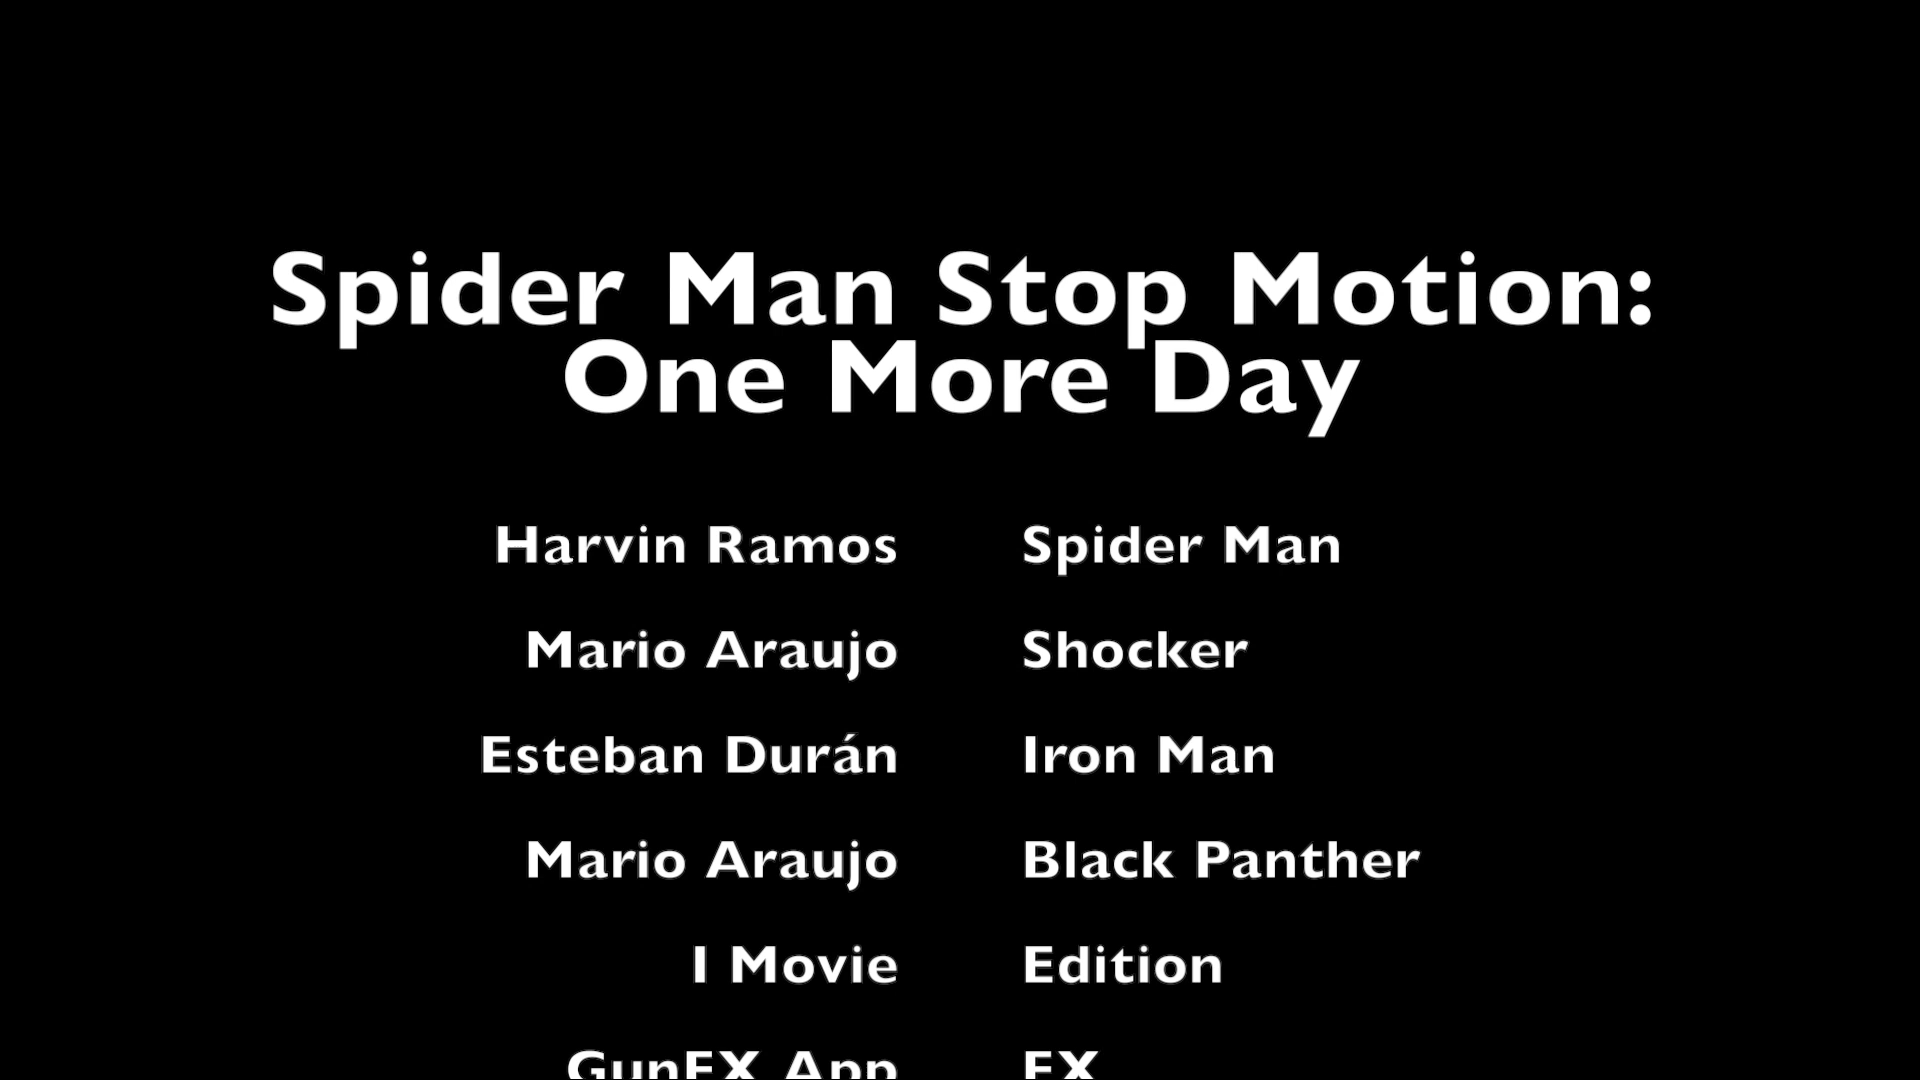 Spider Man Stop Motion:
One More Day
Harvin Ramos Spider Man
Mario Araujo Shocker
Esteban Durán Iron Man
Mario Araujo Black Panther
I Movie Edition
GunFX App FX